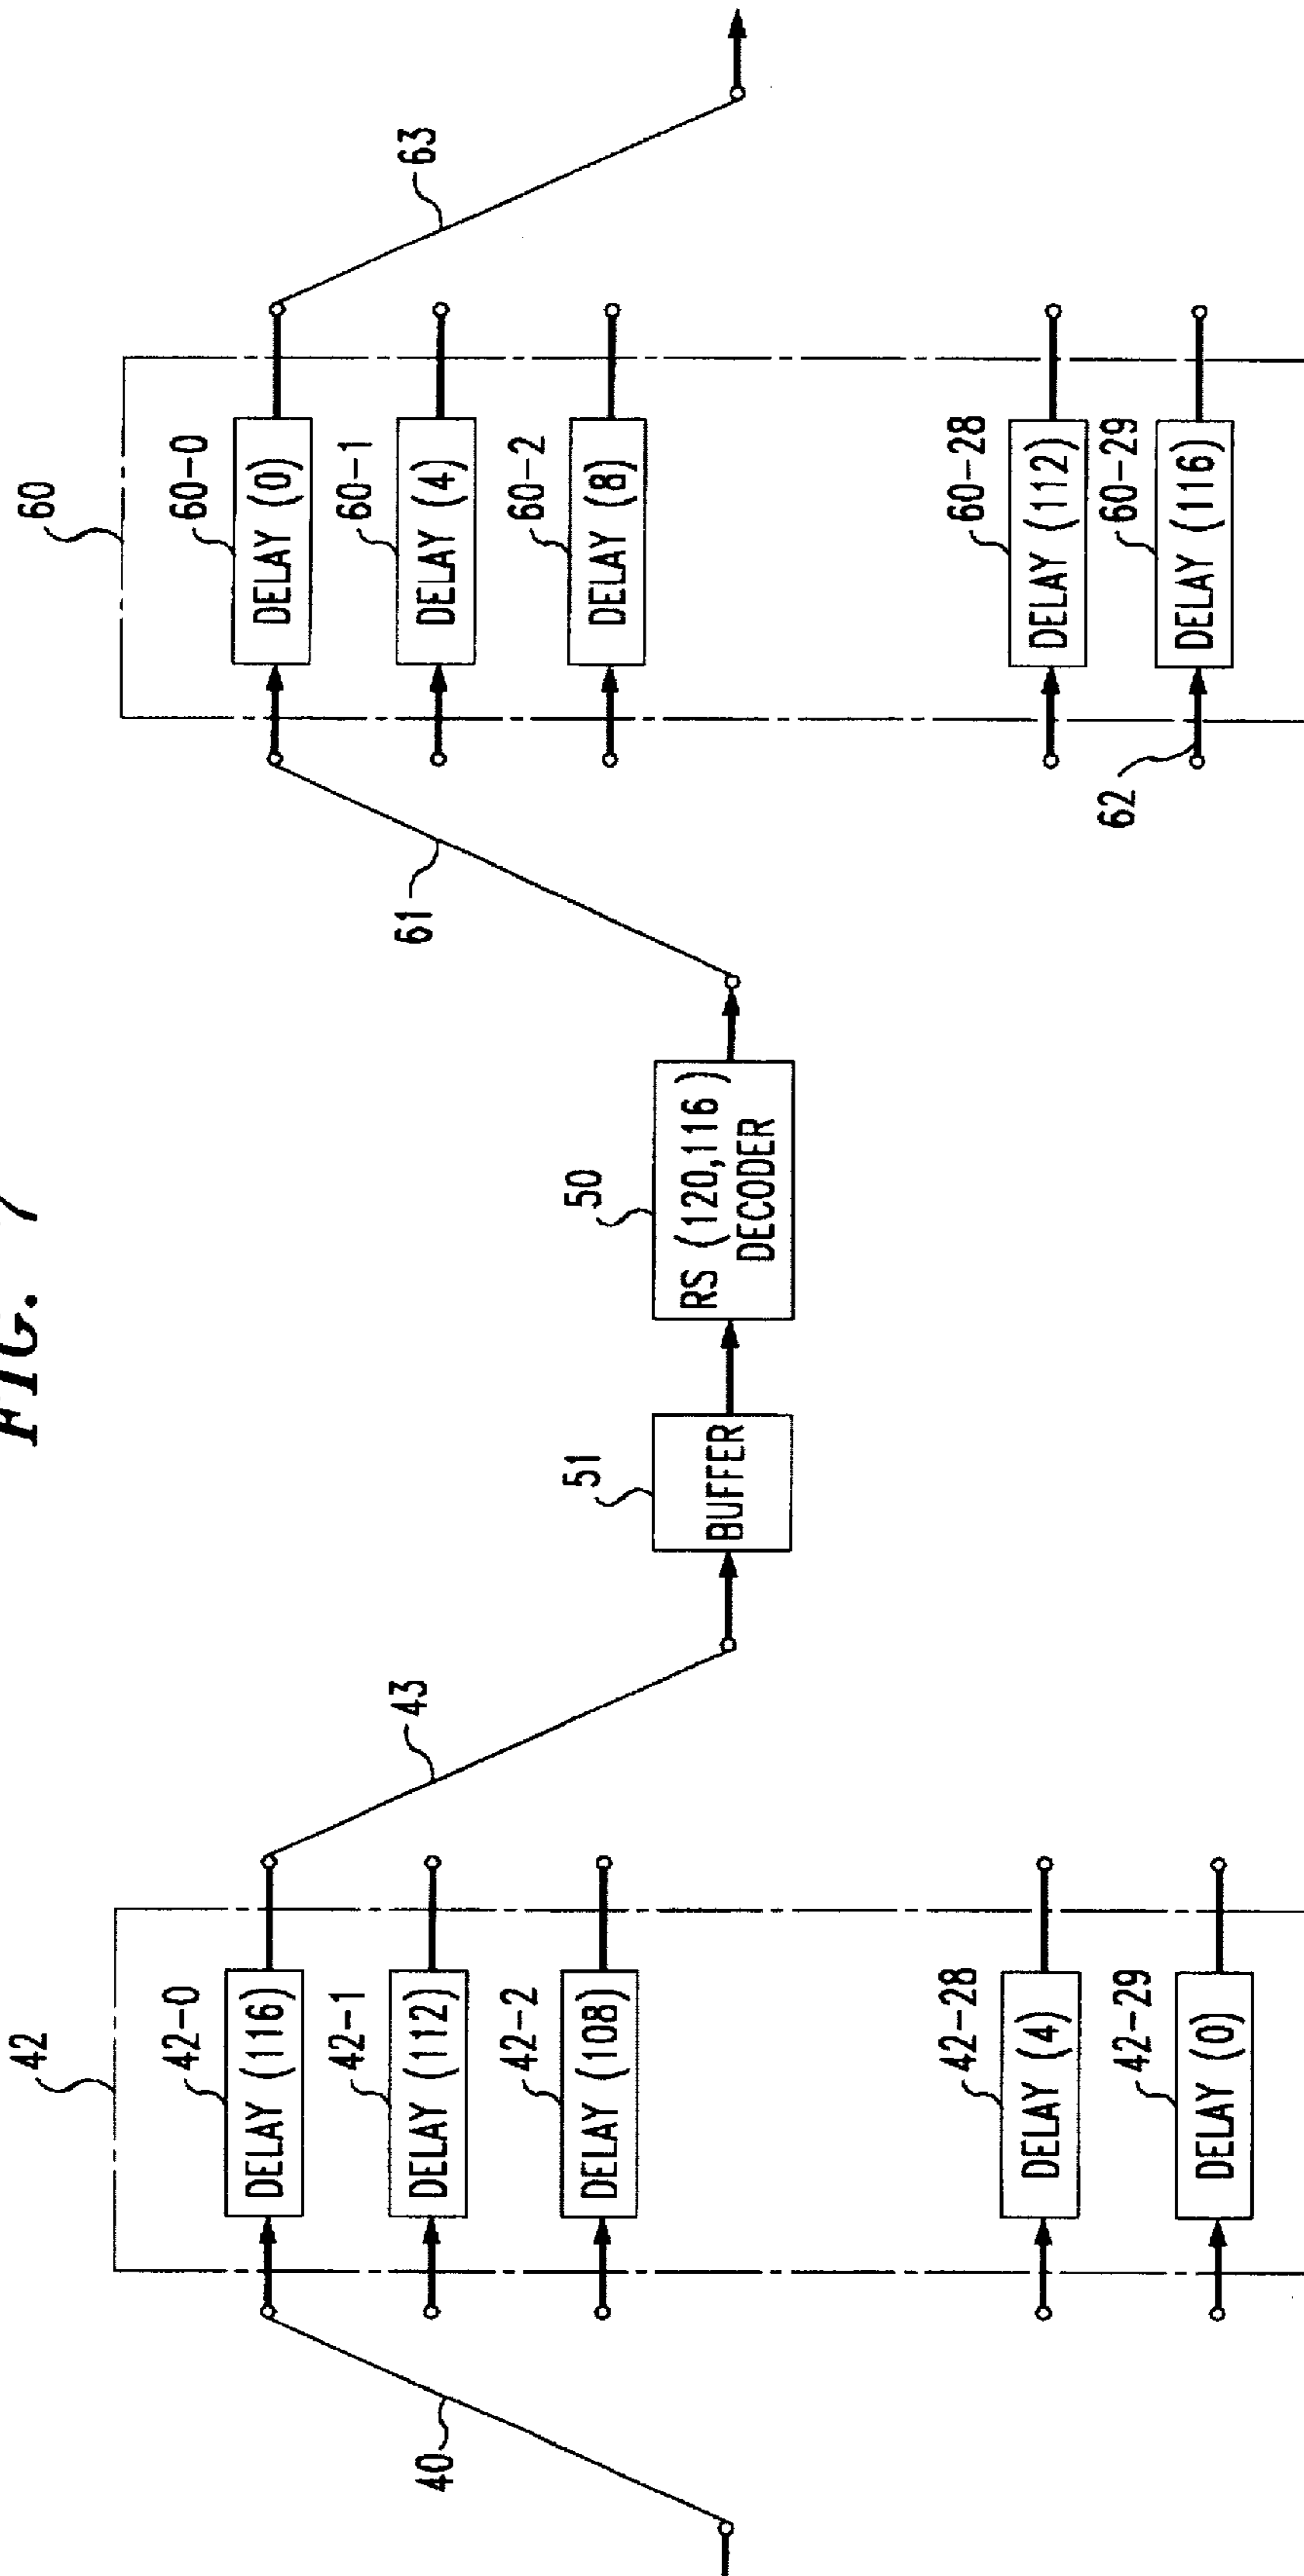 FIG. 7
40
42
42-0
DELAY (116)
42-1
DELAY (112)
42-2
DELAY (108)
42-28
DELAY (4)
42-29
DELAY (0)
43
51
BUFFER
50
RS (120,116)
DECODER
61
62
60
60-0
DELAY (0)
60-1
DELAY (4)
60-2
DELAY (8)
60-28
DELAY (112)
60-29
DELAY (116)
63